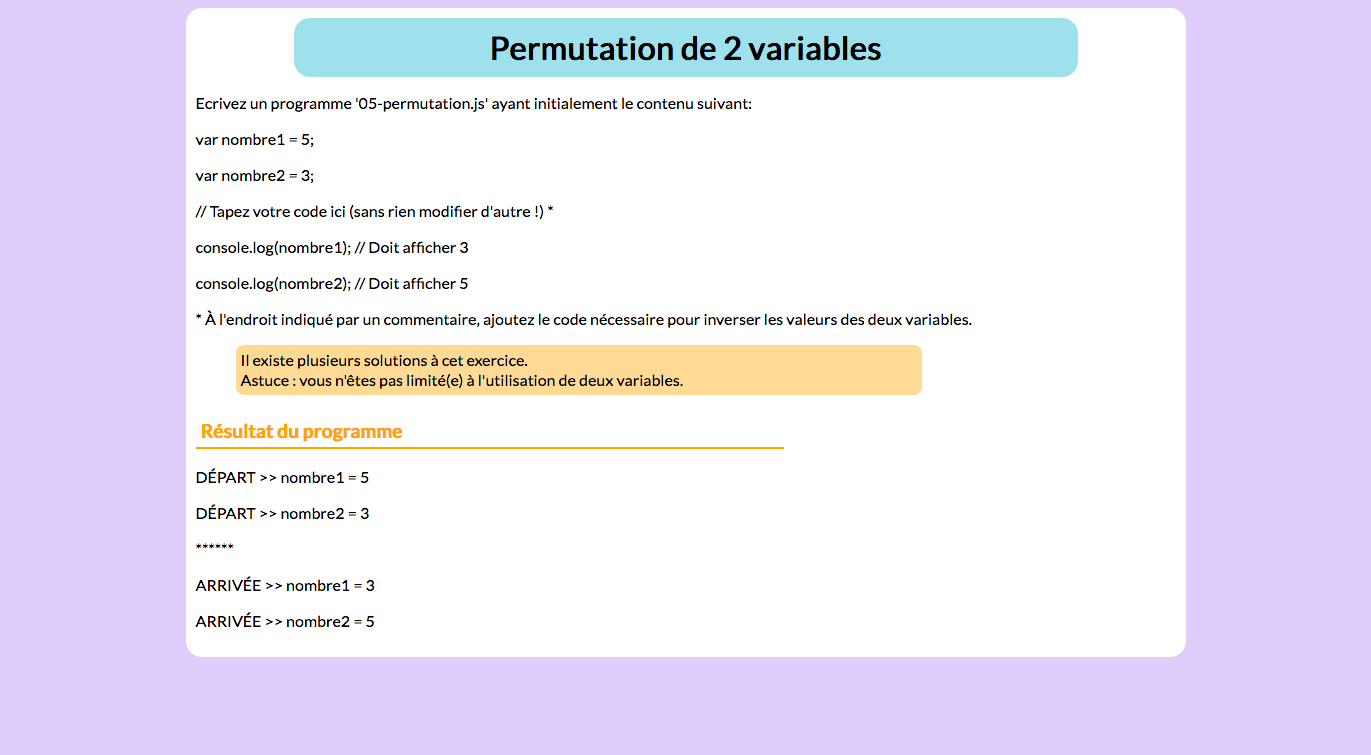 Permutation de 2 variables
Ecrivez un programme '05-permutation.js' ayant initialement le contenu suivant:
var nombre1 = 5;
var nombre2 = 3;
// Tapez votre code ici (sans rien modifier d'autre !) *
console.log(nombre1); // Doit afficher 3
console.log(nombre2); // Doit afficher 5
* À l'endroit indiqué par un commentaire, ajoutez le code nécessaire pour inverser les valeurs des deux variables.
Il existe plusieurs solutions à cet exercice.
Astuce : vous n'êtes pas limité(e) à l'utilisation de deux variables.
Résultat du programme
DÉPART >> nombre1 = 5
DÉPART >> nombre2 = 3
******
ARRIVÉE >> nombre1 = 3
ARRIVÉE >> nombre2 = 5